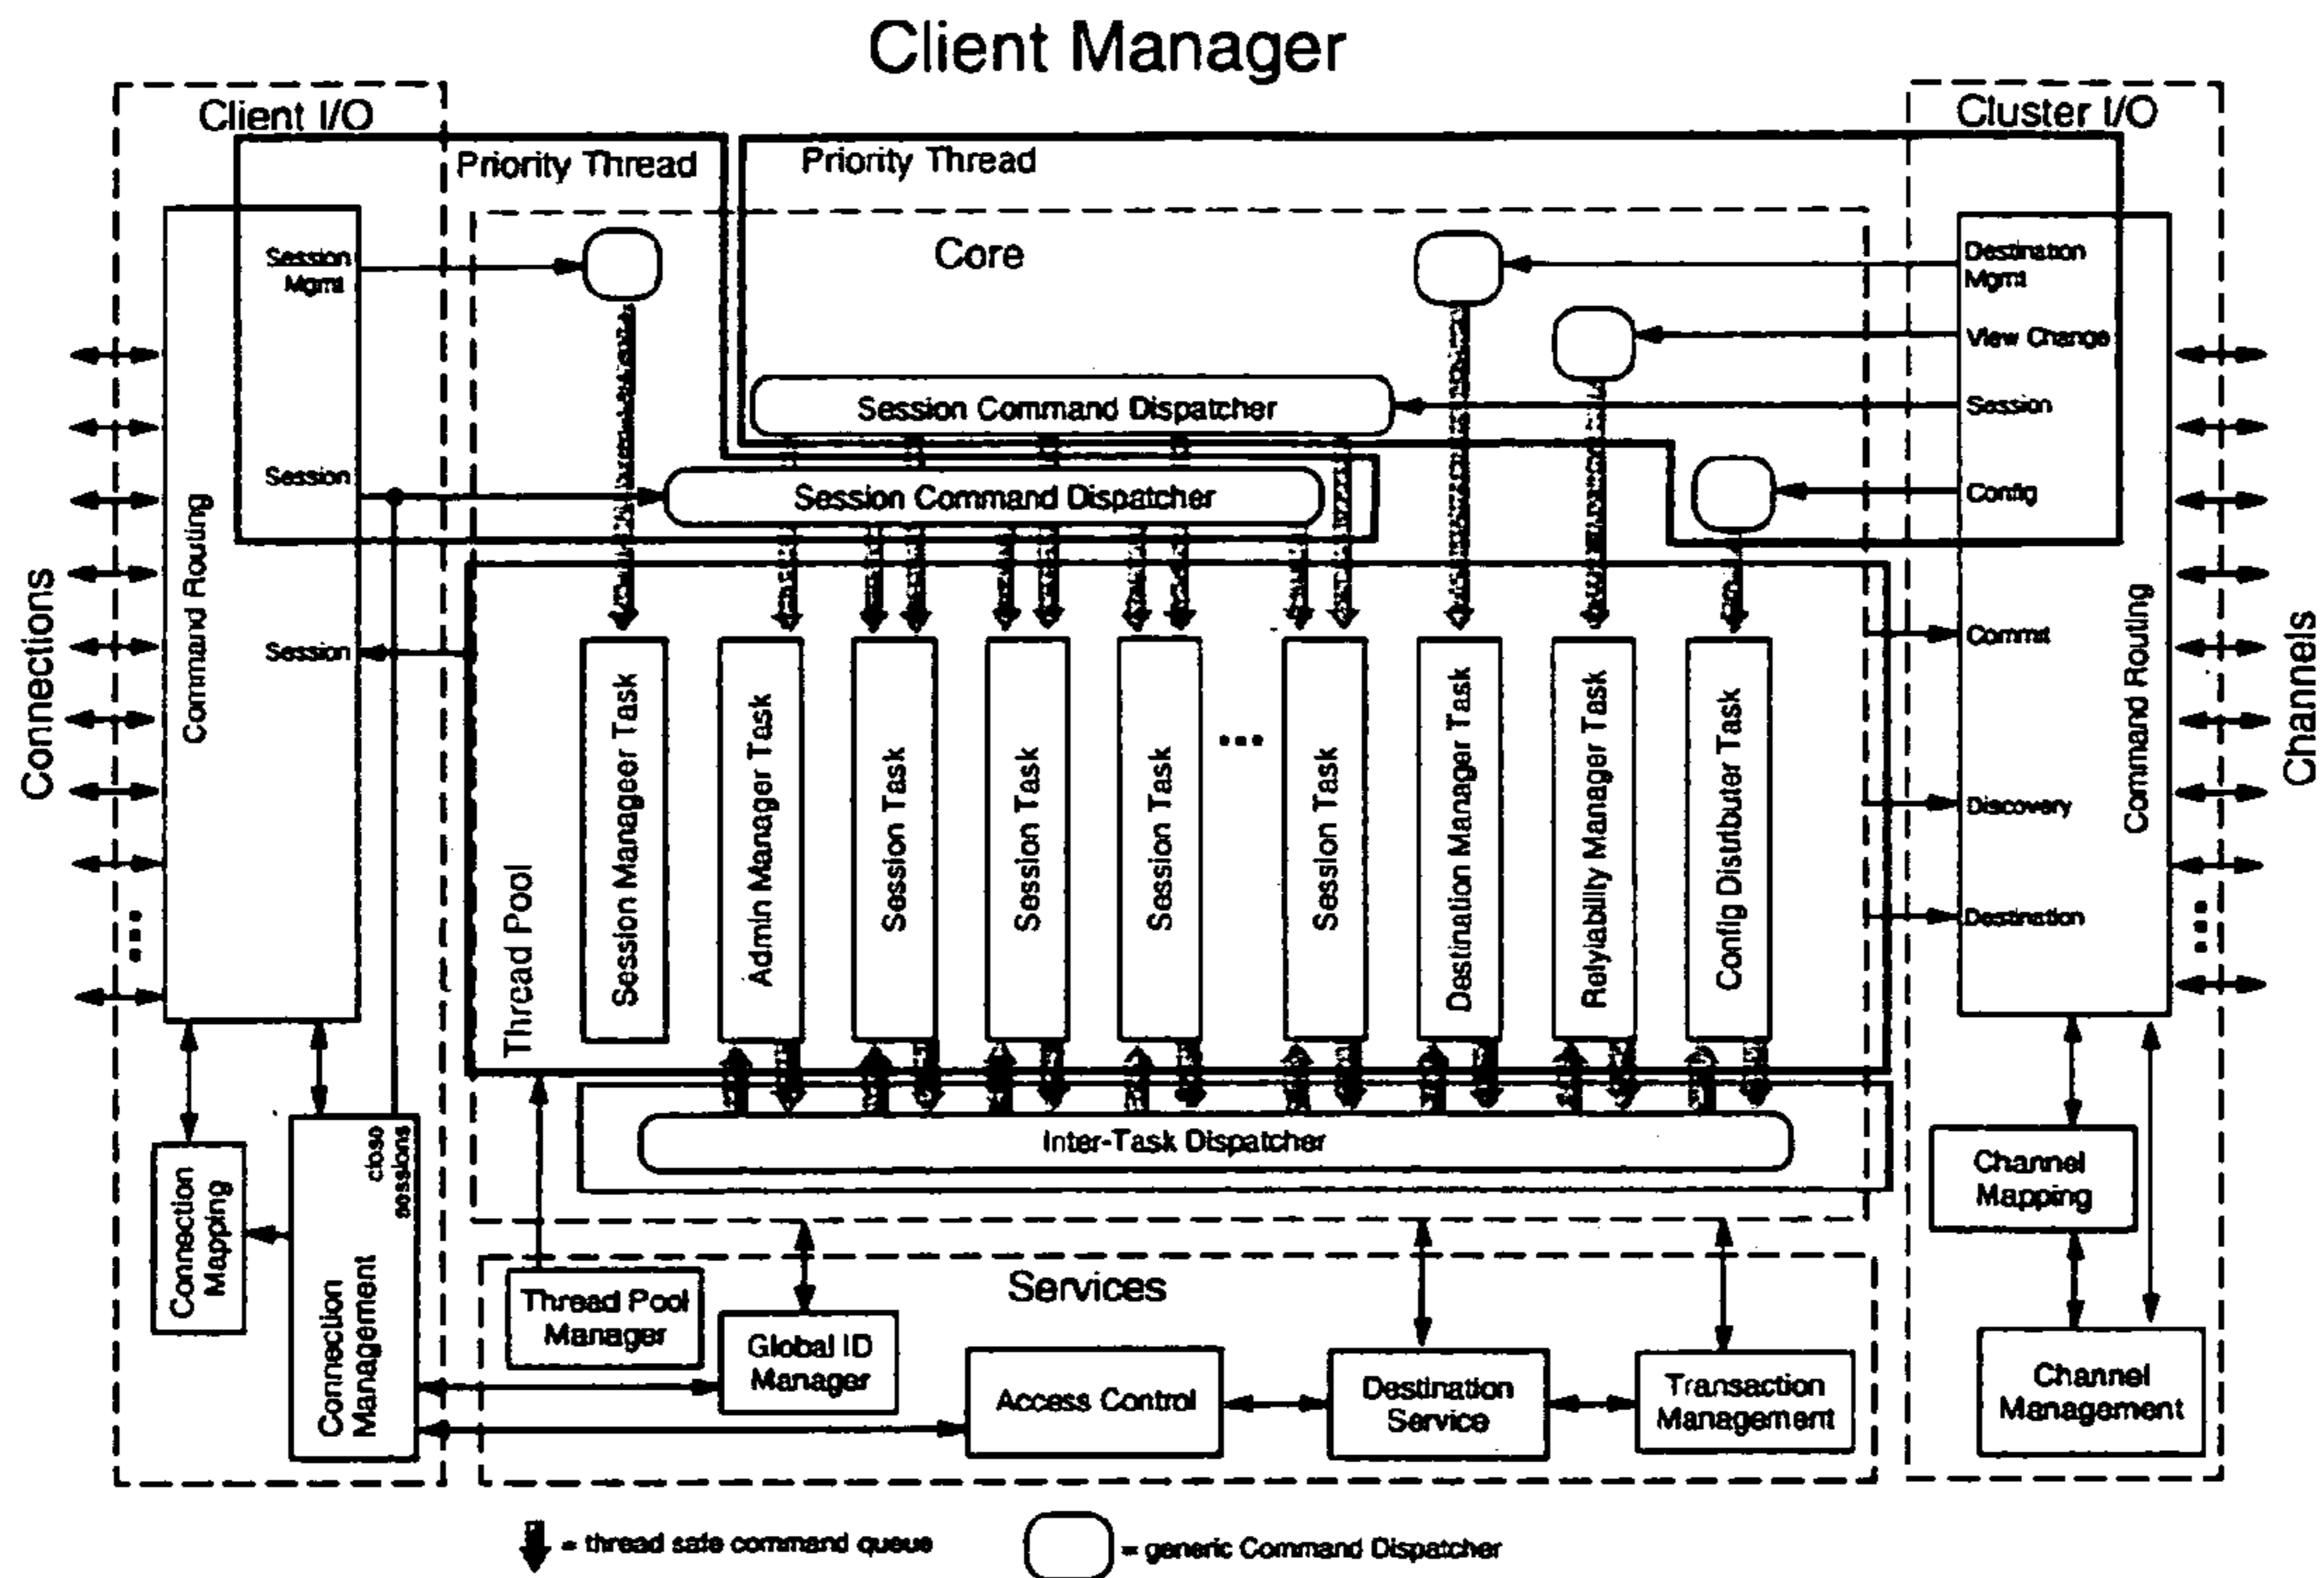 Client Manager
Client I/O
Cluster I/O
Priority Thread
Priority Thread
Core
Session
Mgmt
Destination
Mgmt
View Change
Session Command Dispatcher
Session
Session
Session Command Dispatcher
Config
Session
Commit
Connections
Command Routing
Command Routing
Channels
Thread Pool
Session Manageer Task
Admin Manager Task
Session Task
Session Task
Session Task
...
Session Task
Destination Manager Task
Relyiability Manager Task
Config Distributer Task
Discovery
Destination
...
...
Inter-Task Dispatcher
closo
sessions
Connection
Mapping
Connection
Management
Channel
Mapping
Services
Thread Pool
Manager
Global ID
Manager
Access Control
Destination
Service
Transaction
Management
Channel
Management
= thread safe command queue
= generic Command Dispatcher